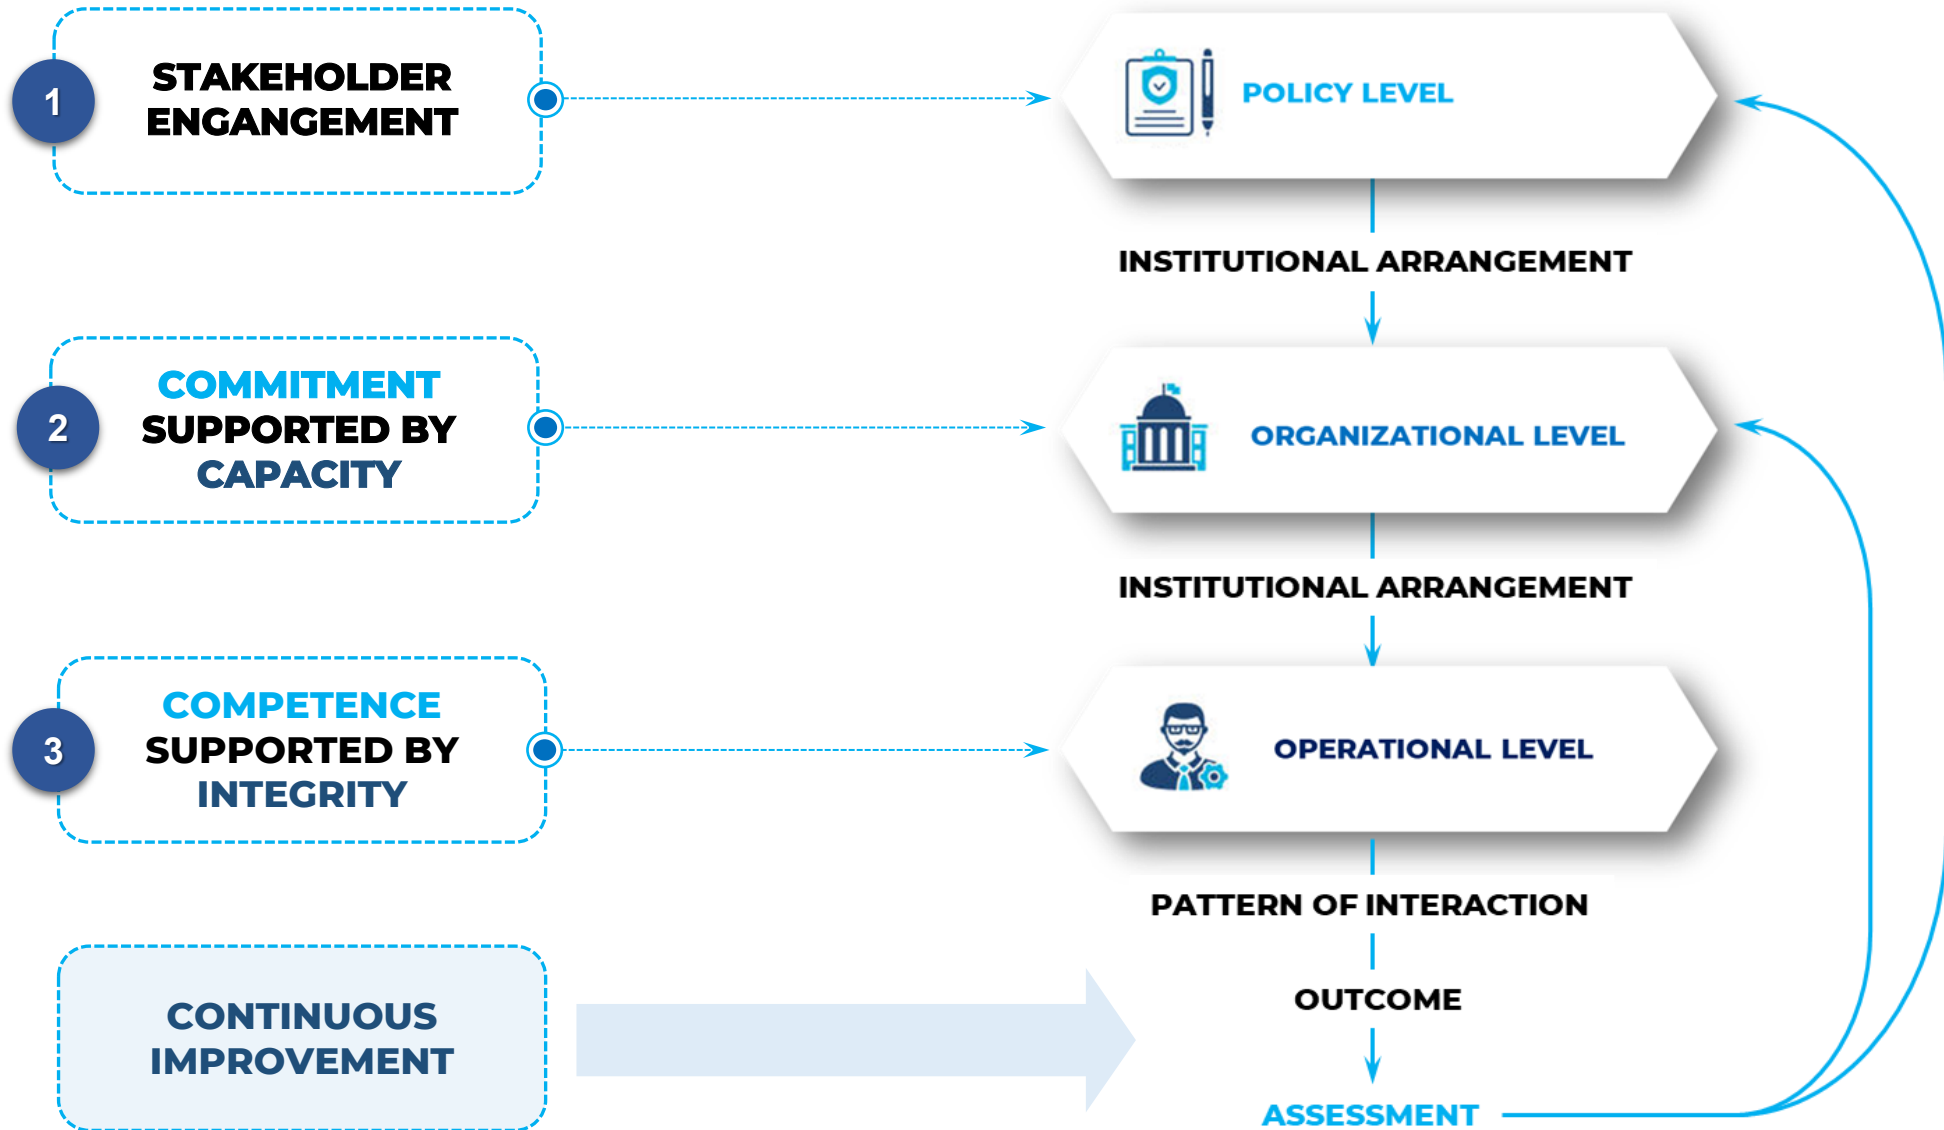 1
STAKEHOLDER
ENGANGEMENT
POLICY LEVEL
INSTITUTIONAL ARRANGEMENT
2
COMMITMENT
SUPPORTED BY
CAPACITY
ORGANIZATIONAL LEVEL
INSTITUTIONAL ARRANGEMENT
3
COMPETENCE
SUPPORTED BY
INTEGRITY
OPERATIONAL LEVEL
PATTERN OF INTERACTION
CONTINUOUS
IMPROVEMENT
OUTCOME
ASSESSMENT